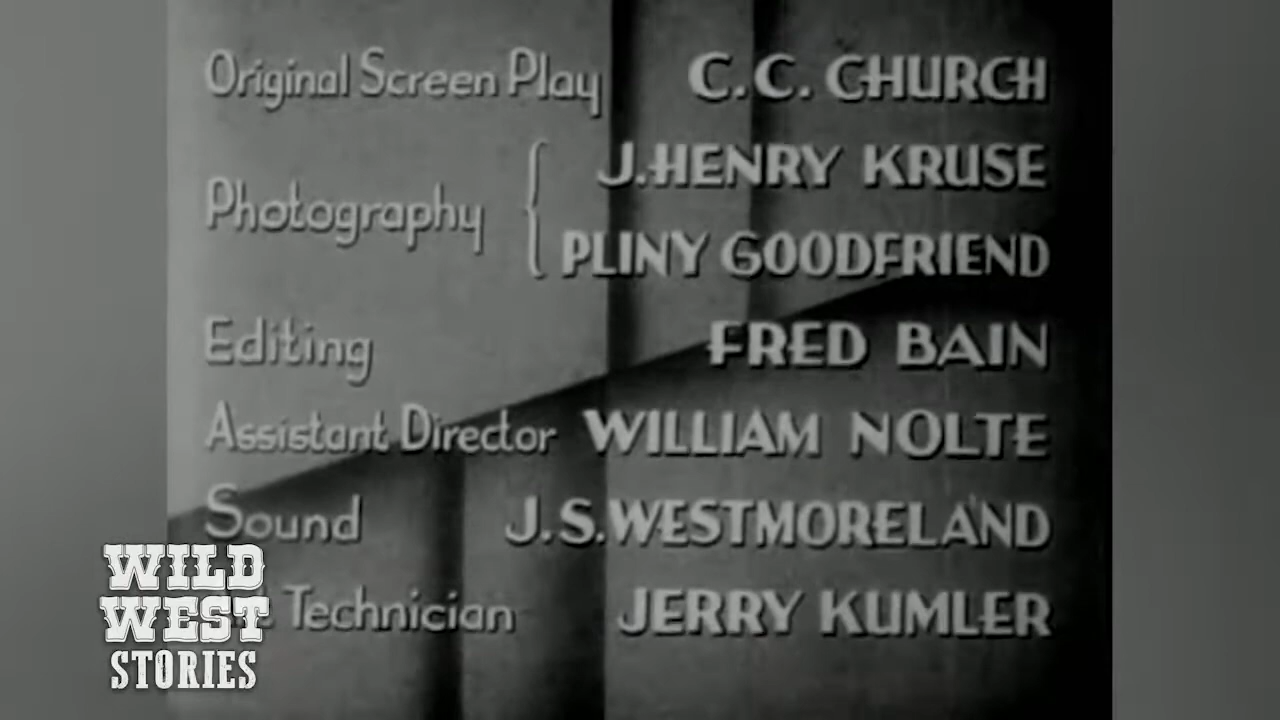 Original Screen Play C.C. CHURCH
Photography { J. HENRY KRUSE
PLINY GOODFRIEND
Editing FRED BAIN
Assistant Director WILLIAM NOLTE
Sound J.S. WESTMORELAND
Technician JERRY KUMLER
WILD
WEST
STORIES